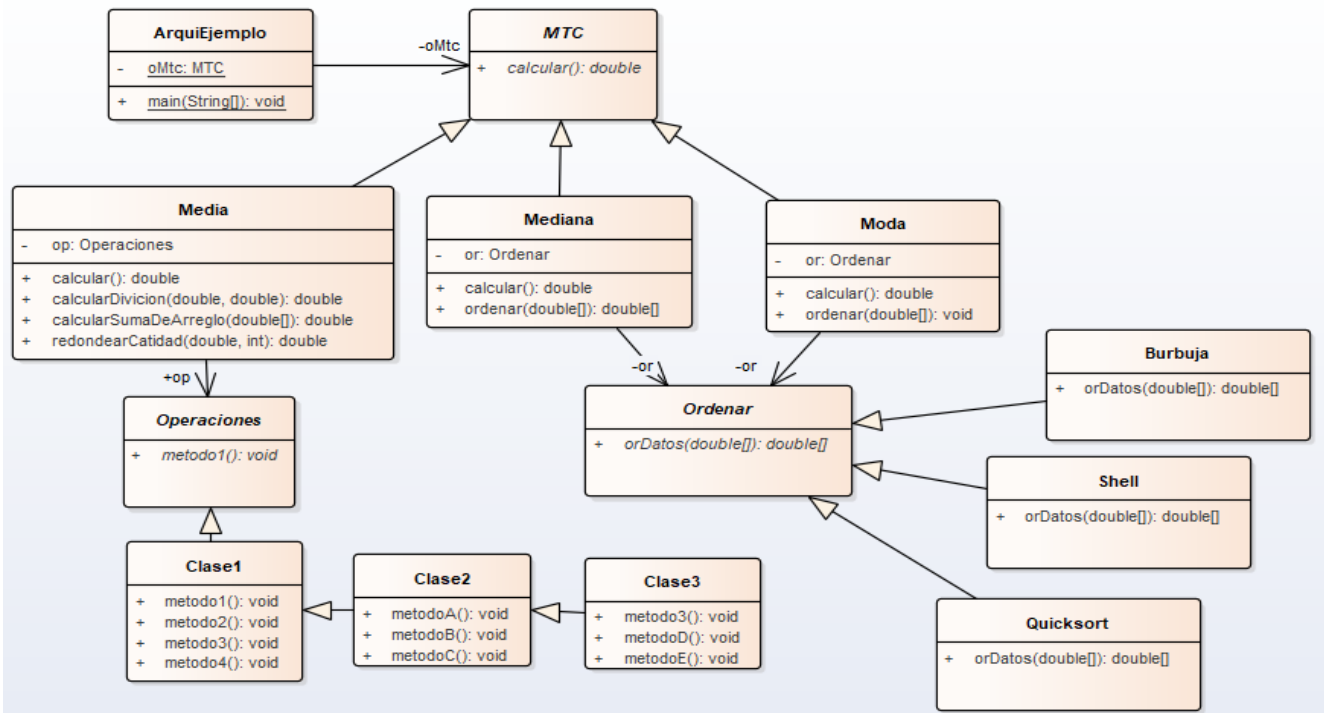 ArquiEjemplo
- oMtc: MTC
+ main(String[]): void
-oMtc
MTC
+ calcular(): double
Media
- op: Operaciones
+ calcular(): double
+ calcularDivicion(double, double): double
+ calcularSumaDeArreglo(double[]): double
+ redondearCatidad(double, int): double
Mediana
- or: Ordenar
+ calcular(): double
+ ordenar(double[]): double[]
Moda
- or: Ordenar
+ calcular(): double
+ ordenar(double[]): void
+op
-or
-or
Operaciones
+ metodo1(): void
Ordenar
+ orDatos(double[]): double[]
Burbuja
+ orDatos(double[]): double[]
Shell
+ orDatos(double[]): double[]
Clase1
+ metodo1(): void
+ metodo2(): void
+ metodo3(): void
+ metodo4(): void
Clase2
+ metodoA(): void
+ metodoB(): void
+ metodoC(): void
Clase3
+ metodo3(): void
+ metodoD(): void
+ metodoE(): void
Quicksort
+ orDatos(double[]): double[]